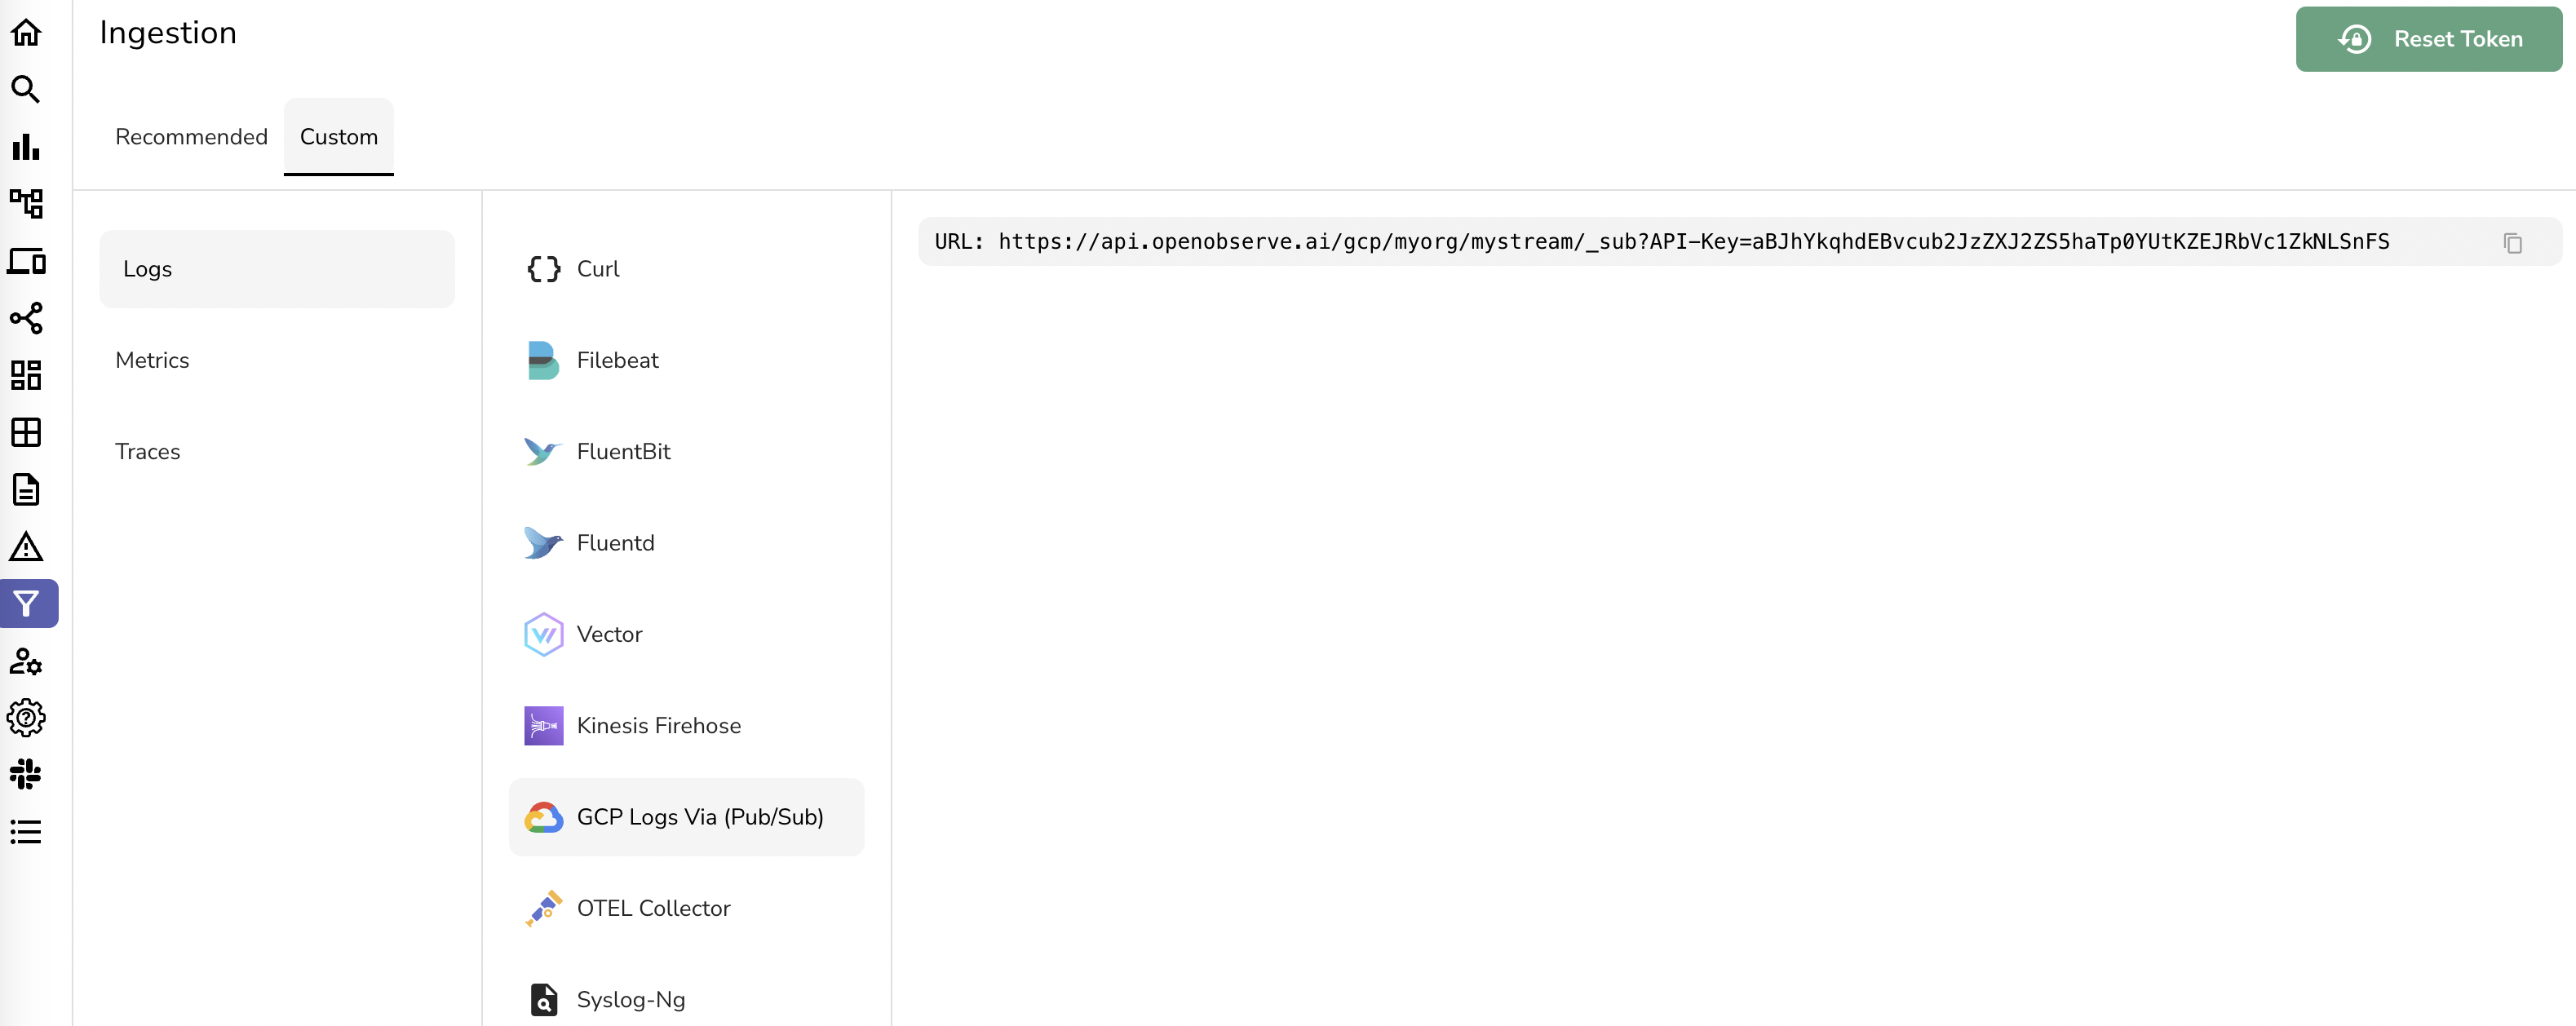 Ingestion
Reset Token
Recommended
Custom
Logs
Metrics
Traces
Curl
Filebeat
FluentBit
Fluentd
Vector
Kinesis Firehose
GCP Logs Via (Pub/Sub)
OTEL Collector
Syslog-Ng
URL: https://api.openobserve.ai/gcp/myorg/mystream/_sub?API-Key=aBJhYkqhdEBvcub2JzZXJ2ZS5haTp0YUtKZEJRbVc1ZkNLSnFS